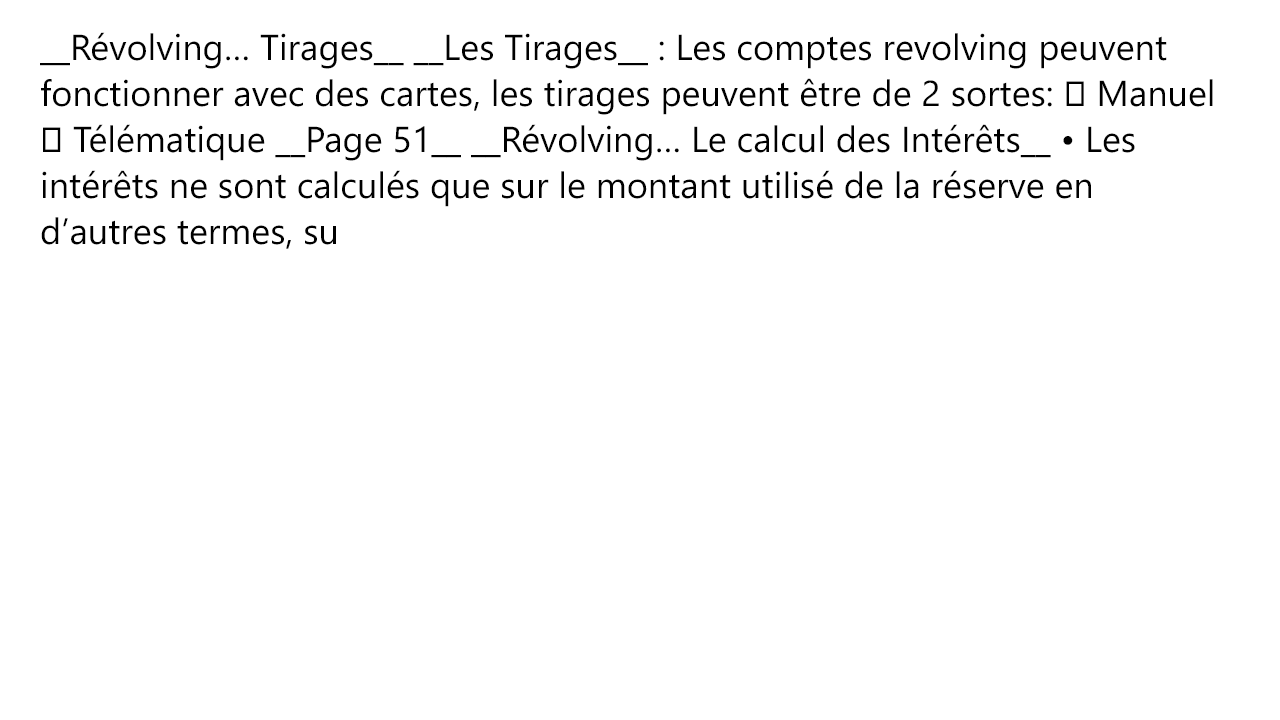 __Révolving… Tirages__ __Les Tirages__ : Les comptes revolving peuvent
fonctionner avec des cartes, les tirages peuvent être de 2 sortes:  Manuel
 Télématique __Page 51__ __Révolving… Le calcul des Intérêts__ • Les
intérêts ne sont calculés que sur le montant utilisé de la réserve en
d’autres termes, su